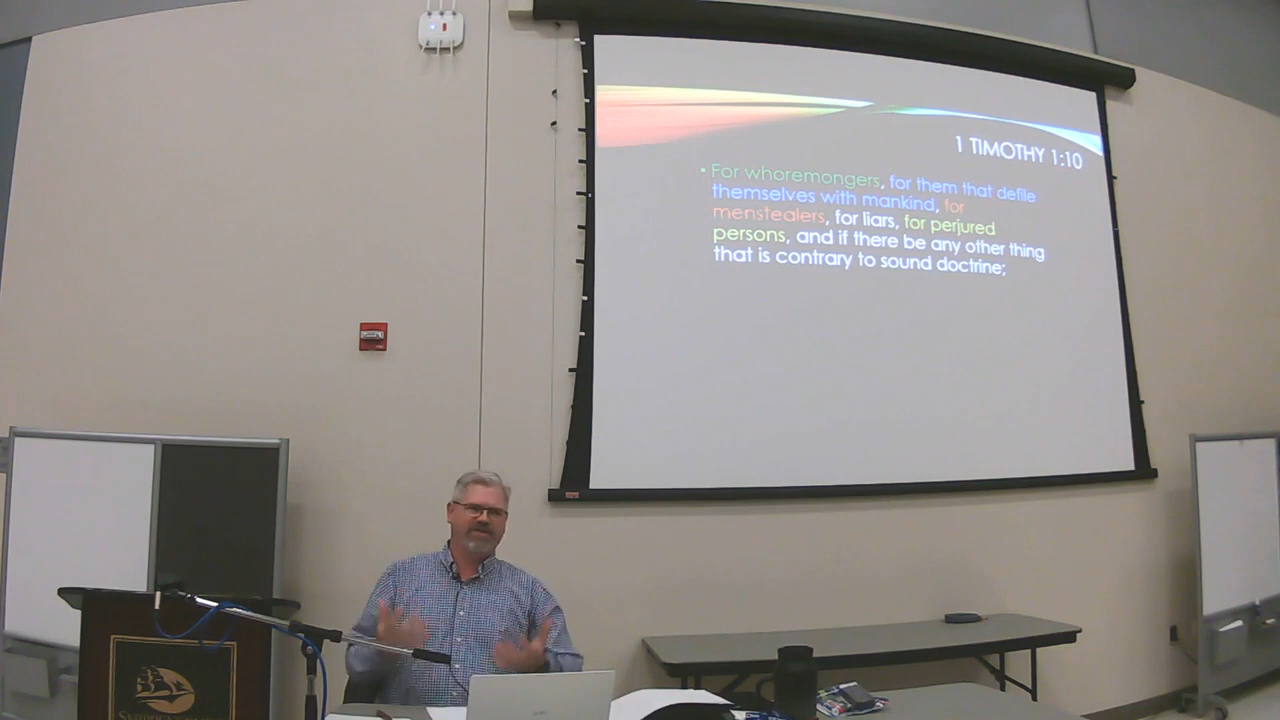 1 TIMOTHY 1:10
• For whoremongers, for them that defile
themselves with mankind, for
menstealers, for liars, for perjured
persons, and if there be any other thing
that is contrary to sound doctrine;